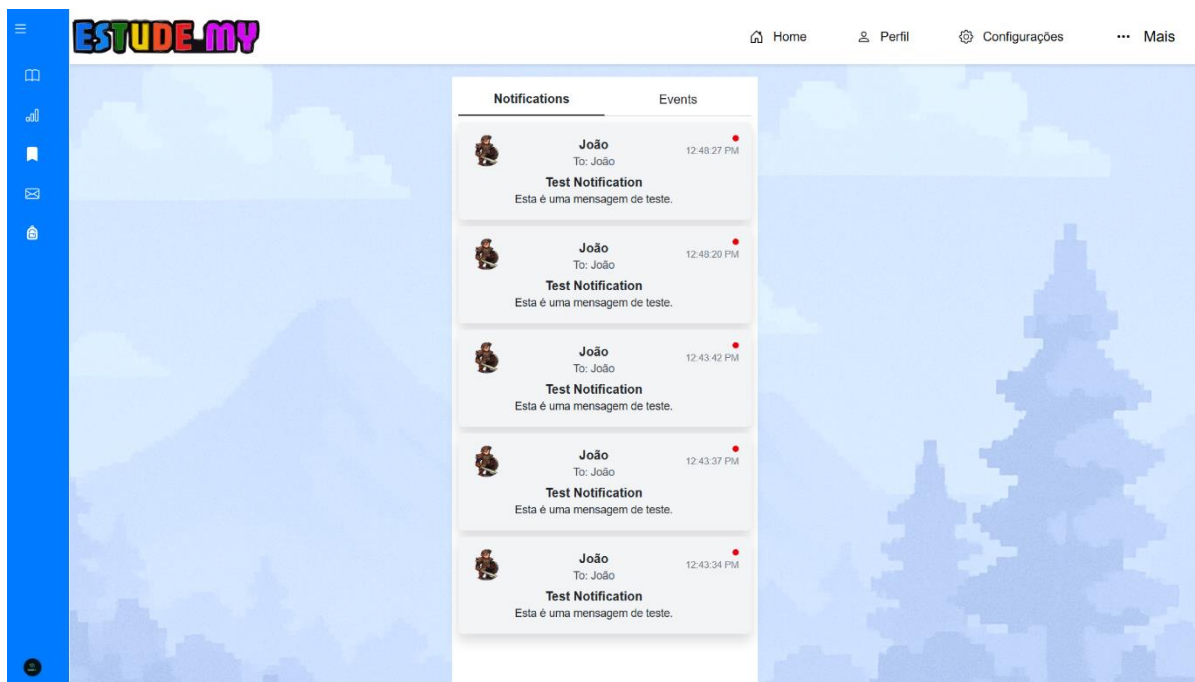 ESTUDE-MY
Home Perfil Configurações Mais
Notifications Events
João
12:48:27 PM
To: João
Test Notification
Esta é uma mensagem de teste.
João
12:48:20 PM
To: João
Test Notification
Esta é uma mensagem de teste.
João
12:43:42 PM
To: João
Test Notification
Esta é uma mensagem de teste.
João
12:43:37 PM
To: João
Test Notification
Esta é uma mensagem de teste.
João
12:43:34 PM
To: João
Test Notification
Esta é uma mensagem de teste.